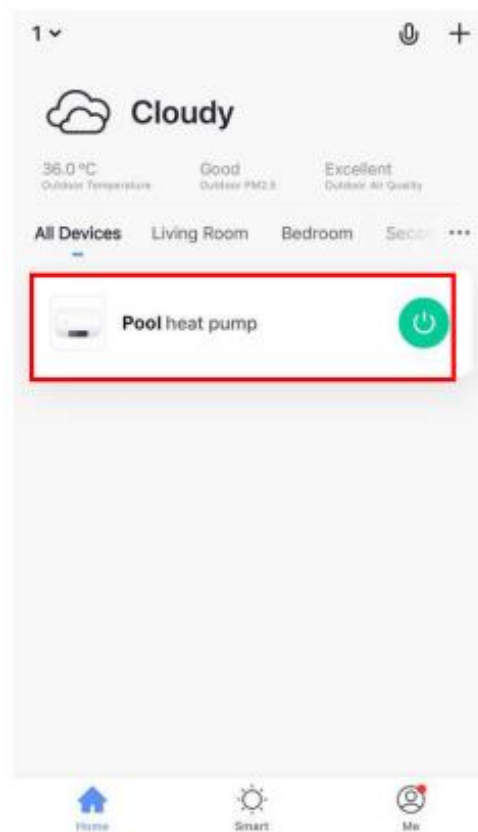 1
Cloudy
36.0 °C Good Excellent
Outdoor Temperature Outdoor PM2.5 Outdoor Air Quality
All Devices Living Room Bedroom ...
Pool heat pump
Home Smart Me